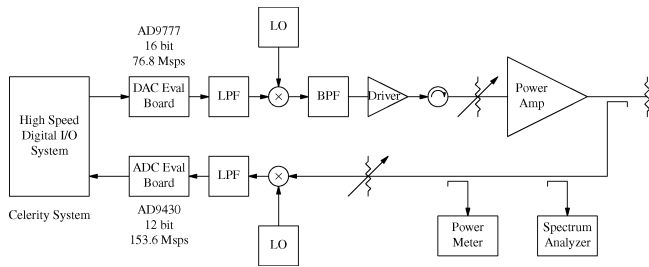 AD9777
16 bit
76.8 Msps
LO
High Speed
Digital I/O
System
DAC Eval
Board
LPF
×
BPF
Driver
Power
Amp
ADC Eval
Board
LPF
×
Celerity System
AD9430
12 bit
153.6 Msps
LO
Power
Meter
Spectrum
Analyzer